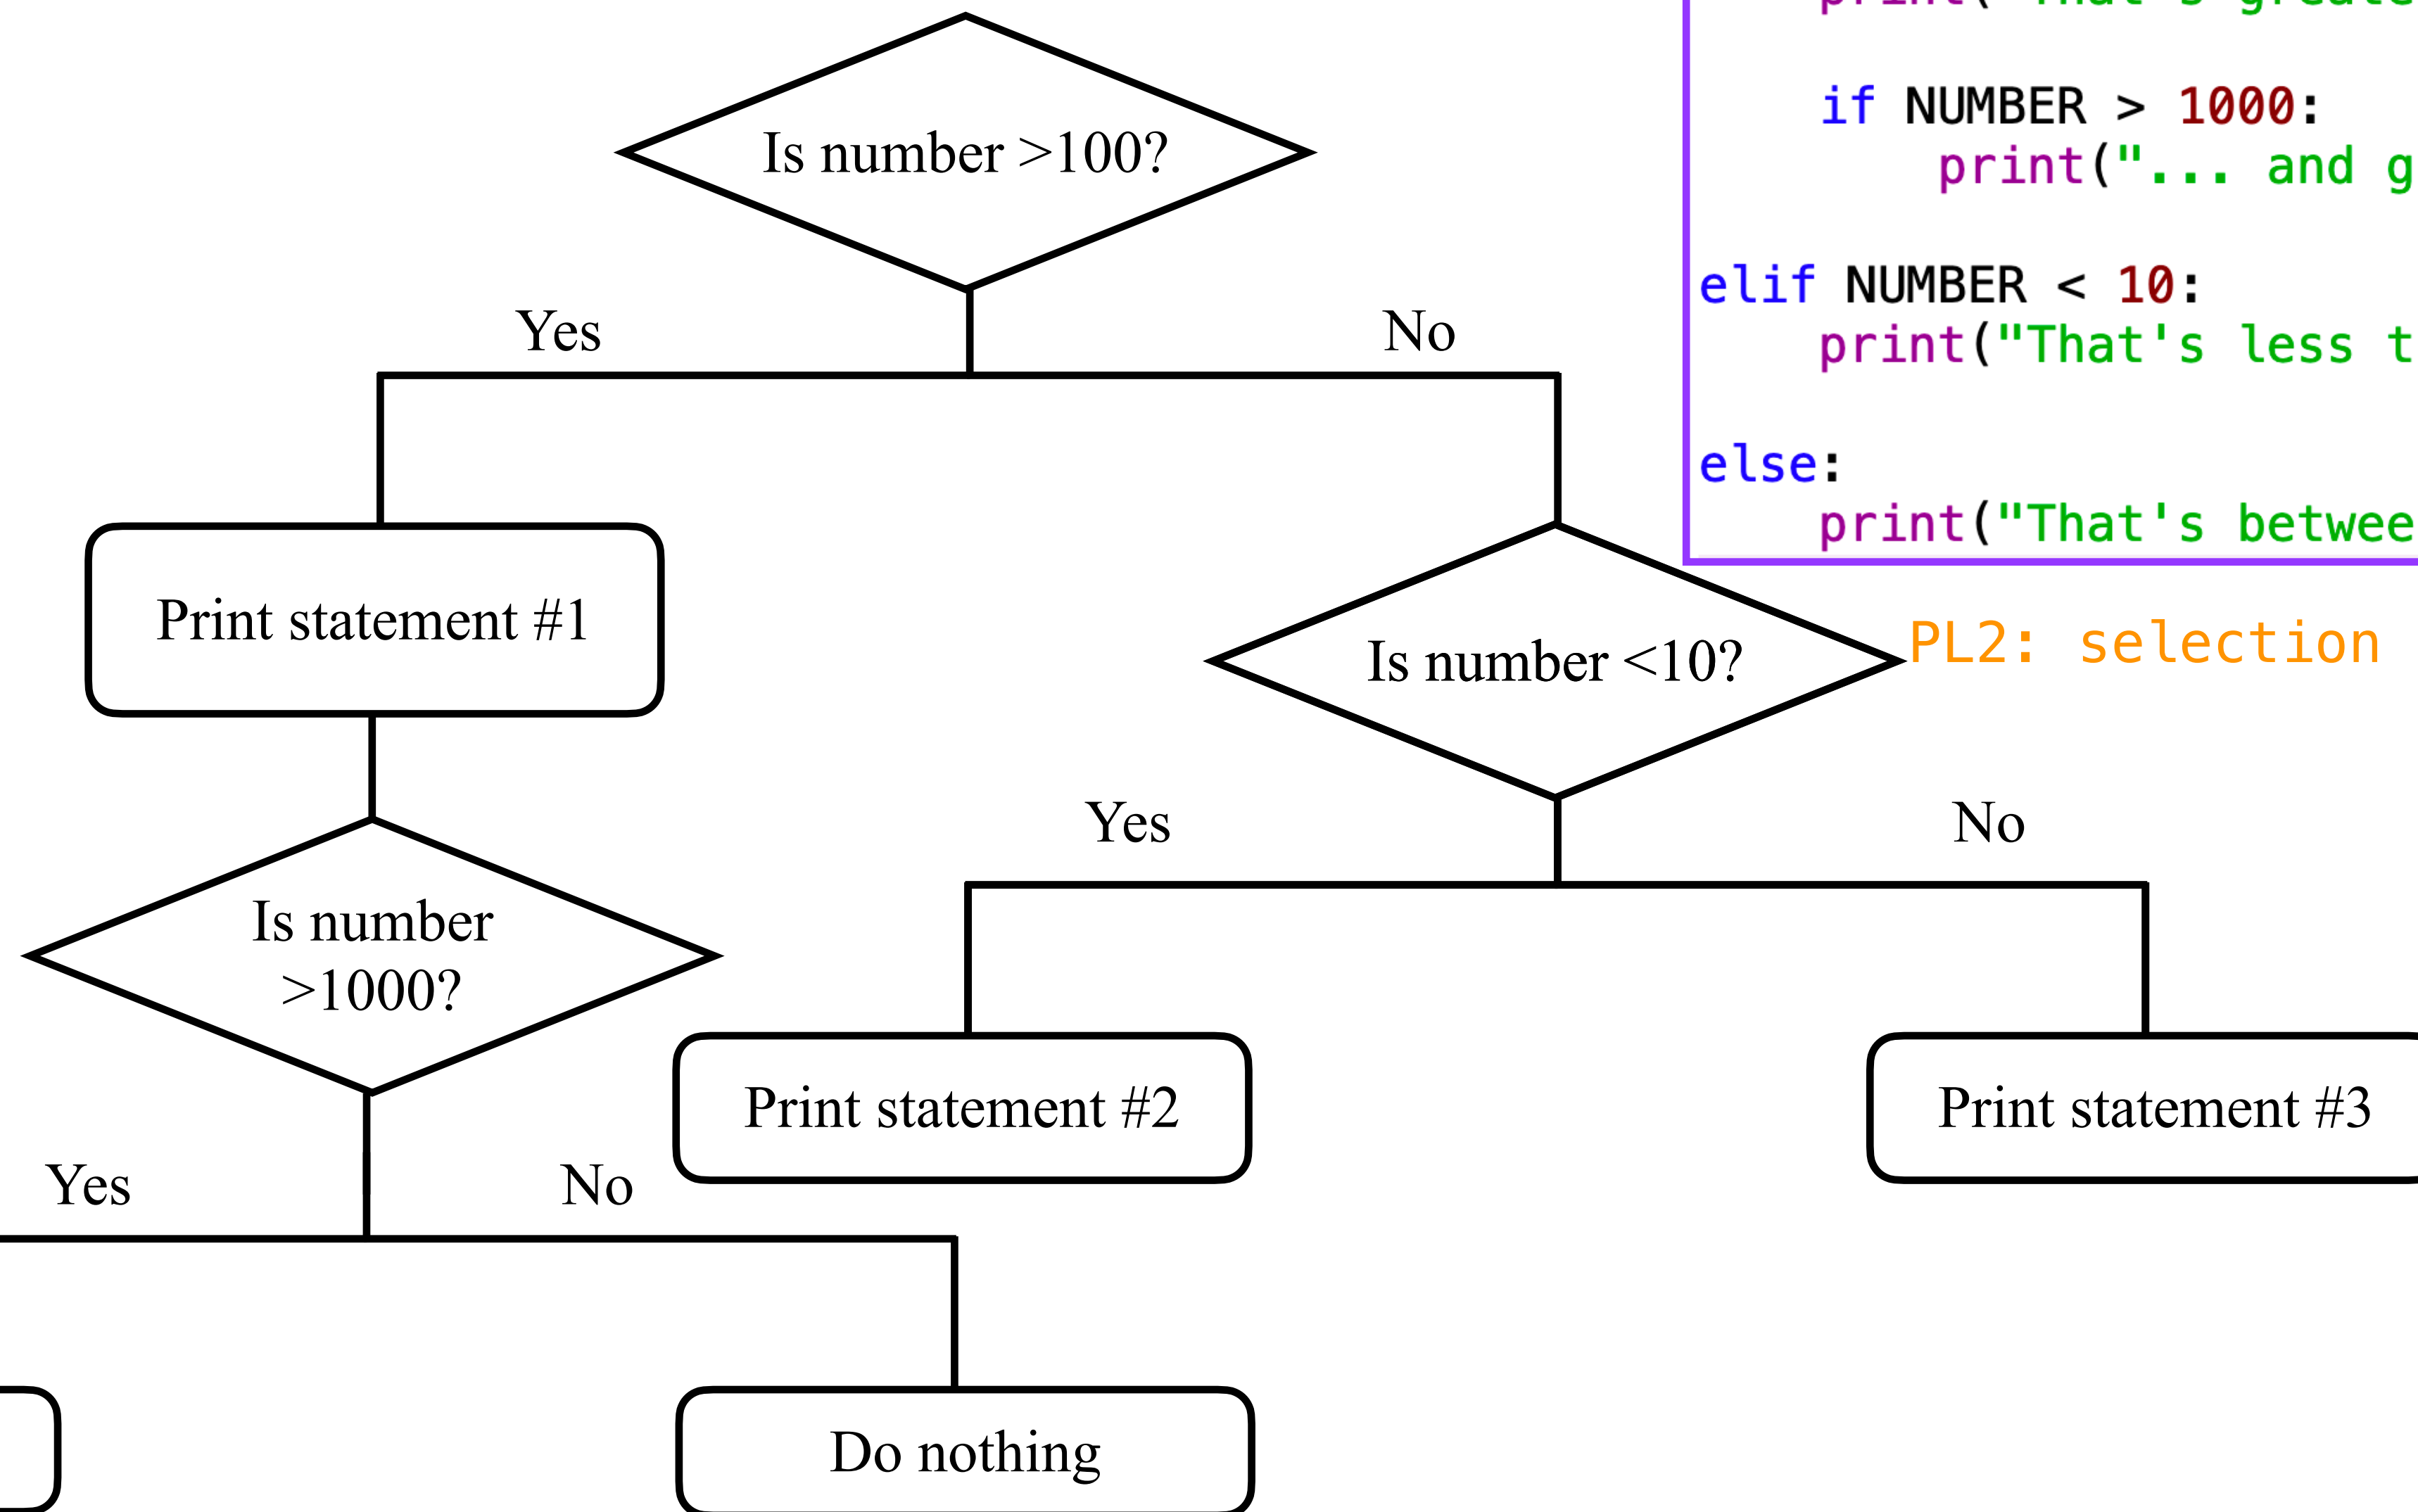 Is number >100?
Yes
No
Print statement #1
Is number <10?
Is number
>1000?
Yes
No
Print statement #2
Print statement #3
Yes
No
Do nothing
print("That's
if NUMBER > 1000:
print("... and
elif NUMBER < 10:
print("That's less
else:
print("That's
PL2: selection